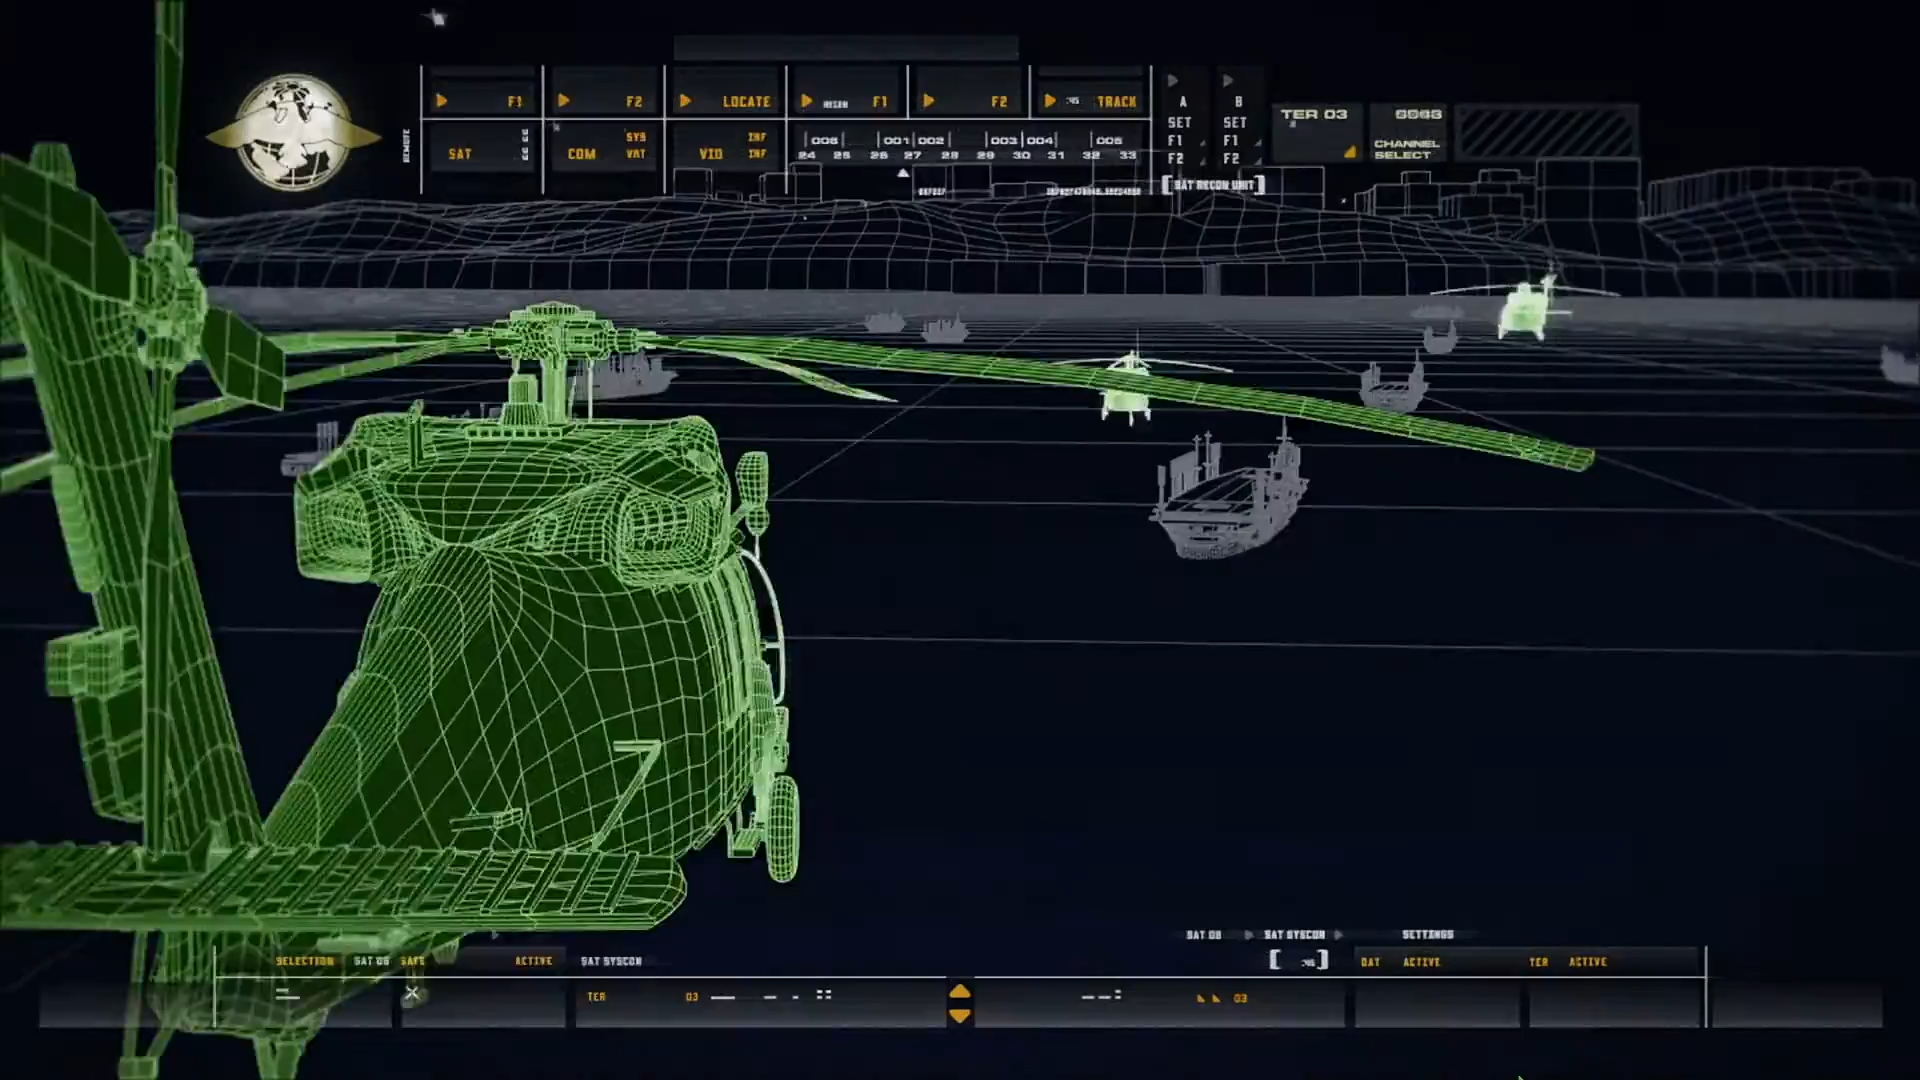 F1
F2
LOCATE
F1
F2
TRACK
A
B
REMOTE
SAT
COM
SYS
VID
INF
INF
006
001
002
003
004
005
24 25 26 27 28 29 30 31 32 33
SET
F1
F2
SET
F1
F2
TER 03
CHANNEL
SELECT
SAT RECON UNIT
7
SAT 08
SAT SYSCON
SETTINGS
SELECTION
SAT 06
SAFE
ACTIVE
SAT SYSCON
DAT
ACTIVE
TER
ACTIVE
TER
03
03